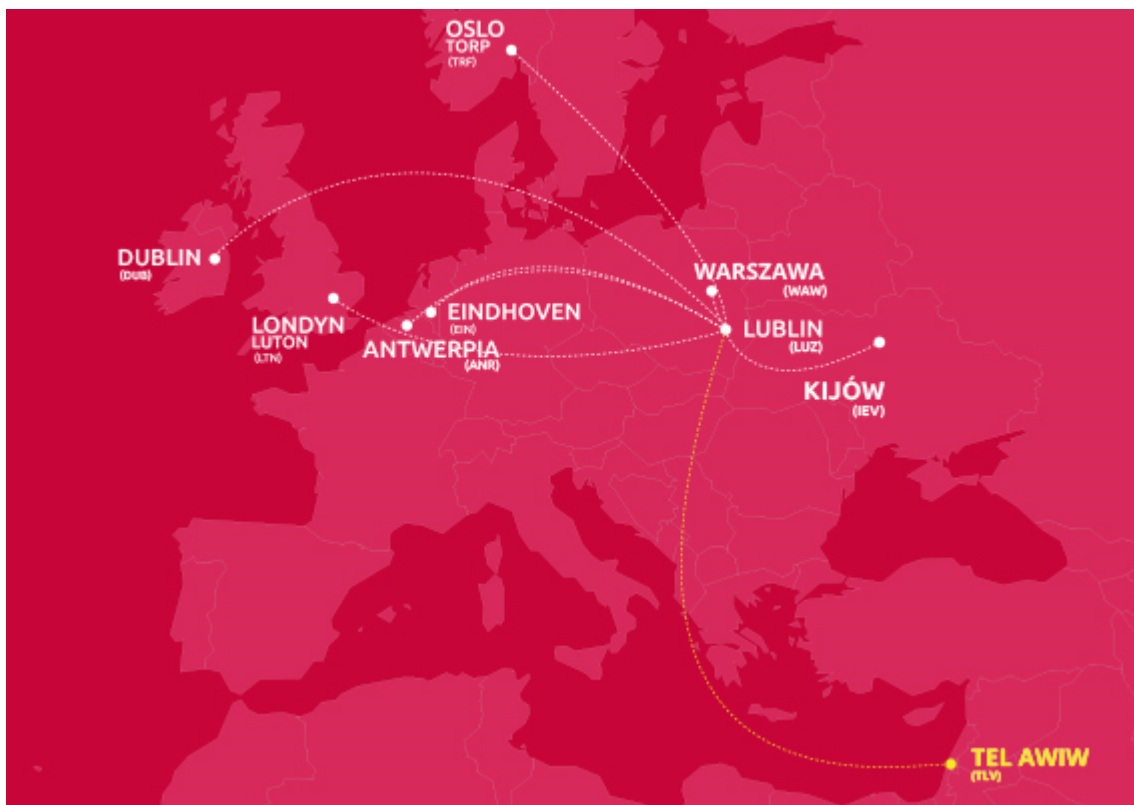 OSLO
TORP
(TRF)
DUBLIN
(DUB)
WARSZAWA
(WAW)
LONDYN
LUTON
(LTN)
EINDHOVEN
(EIN)
ANTWERPIA
(ANR)
LUBLIN
(LUZ)
KIJÓW
(IEV)
TEL AWIW
(TLV)